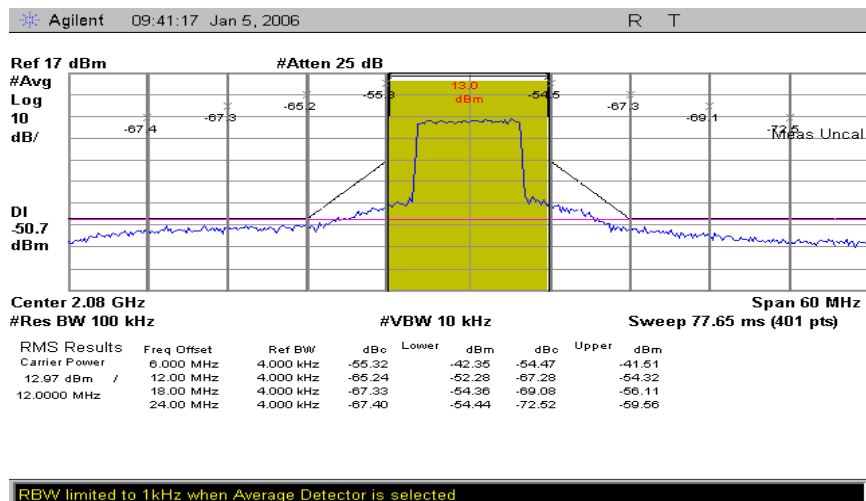 Agilent 09:41:17 Jan 5, 2006 R T
Ref 17 dBm #Atten 25 dB
#Avg
Log
10
dB/
13.0
dBm
-55.3 -54.5
-65.2 -67.3
-67.3 -69.1
-67.4 -72.5
Meas Uncal
DI
-50.7
dBm
Center 2.08 GHz Span 60 MHz
#Res BW 100 kHz #VBW 10 kHz Sweep 77.65 ms (401 pts)
RMS Results Freq Offset Ref BW dBc Lower dBm dBc Upper dBm
Carrier Power 6.000 MHz 4.000 kHz -55.32 -42.35 -54.47 -41.51
12.97 dBm / 12.00 MHz 4.000 kHz -65.24 -52.28 -67.28 -54.32
12.0000 MHz 18.00 MHz 4.000 kHz -67.33 -54.36 -69.08 -56.11
24.00 MHz 4.000 kHz -67.40 -54.44 -72.52 -59.56
RBW limited to 1kHz when Average Detector is selected